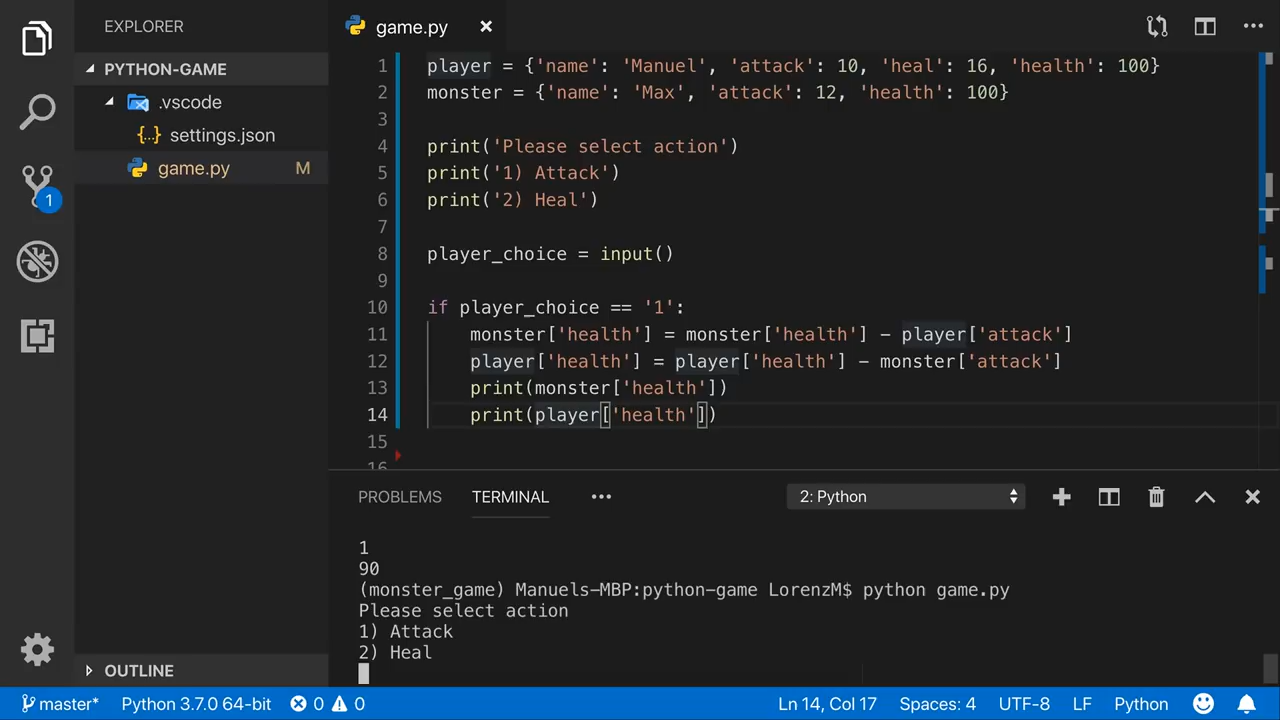 EXPLORER
game.py
PYTHON-GAME
.vscode
settings.json
game.py M
1
1 player = {'name': 'Manuel', 'attack': 10, 'heal': 16, 'health': 100}
2 monster = {'name': 'Max', 'attack': 12, 'health': 100}
3
4 print('Please select action')
5 print('1) Attack')
6 print('2) Heal')
7
8 player_choice = input()
9
10 if player_choice == '1':
11 monster['health'] = monster['health'] - player['attack']
12 player['health'] = player['health'] - monster['attack']
13 print(monster['health'])
14 print(player['health'])
15
16
PROBLEMS TERMINAL ••• 2: Python
1
90
(monster_game) Manuels-MBP:python-game LorenzM$ python game.py
Please select action
1) Attack
2) Heal
OUTLINE
master* Python 3.7.0 64-bit 0 0 Ln 14, Col 17 Spaces: 4 UTF-8 LF Python